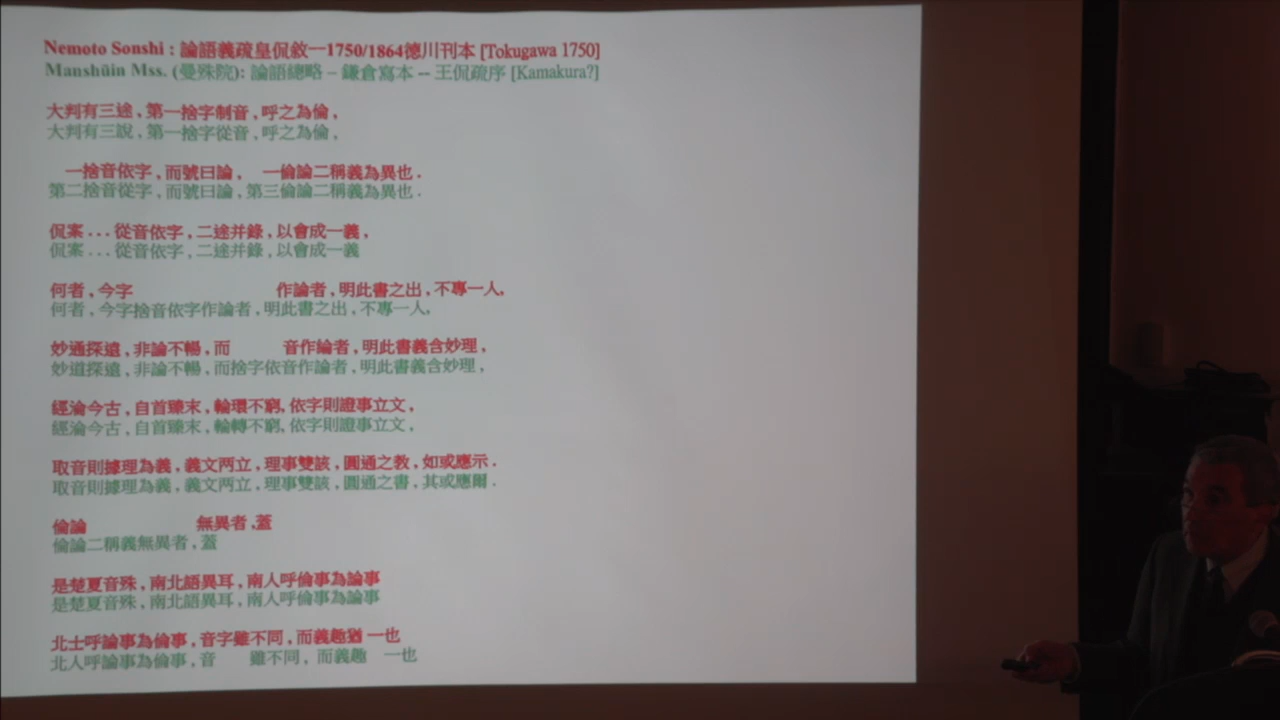 Nemoto Sonshi : 論語義疏皇侃敘一1750/1864德川刊本 [Tokugawa 1750]
Manshūin Mss. (曼殊院): 論語總略 – 鎌倉寫本 -- 王侃疏序 [Kamakura?]
大判有三途 , 第一捨字制音 , 呼之為倫 ,
大判有三說 , 第一捨字從音 , 呼之為倫 ,
一捨音依字 , 而號曰論 , 一倫論二稱義為異也 .
第二捨音從字 , 而號曰論 , 第三倫論二稱義為異也 .
侃案 . . . 從音依字 , 二途并錄 , 以會成一義 ,
侃案 . . . 從音依字 , 二途并錄 , 以會成一義
何者 , 今字 作論者 , 明此書之出 , 不專一人,
何者 , 今字捨音依字作論者 , 明此書之出 , 不專一人,
妙通探遠 , 非論不暢 , 而 音作論者 , 明此書義含妙理 ,
妙道探遠 , 非論不暢 , 而捨字依音作論者 , 明此書義含妙理 ,
經淪今古 , 自首臻末 , 輪環不窮, 依字則證事立文 ,
經淪今古 , 自首臻末 , 輪轉不窮, 依字則證事立文 ,
取音則據理為義 , 義文两立 , 理事雙該 , 圓通之教 , 如或應示 .
取音則據理為義 , 義文两立 , 理事雙該 , 圓通之書 , 其或應爾 .
倫論 無異者 ,蓋
倫論二稱義無異者 , 蓋
是楚夏音殊 , 南北語異耳 , 南人呼倫事為論事
是楚夏音殊 , 南北語異耳 , 南人呼倫事為論事
北士呼論事為倫事 , 音字雖不同 , 而義趣猶 一也
北人呼論事為倫事 , 音 雖不同 , 而義趣 一也